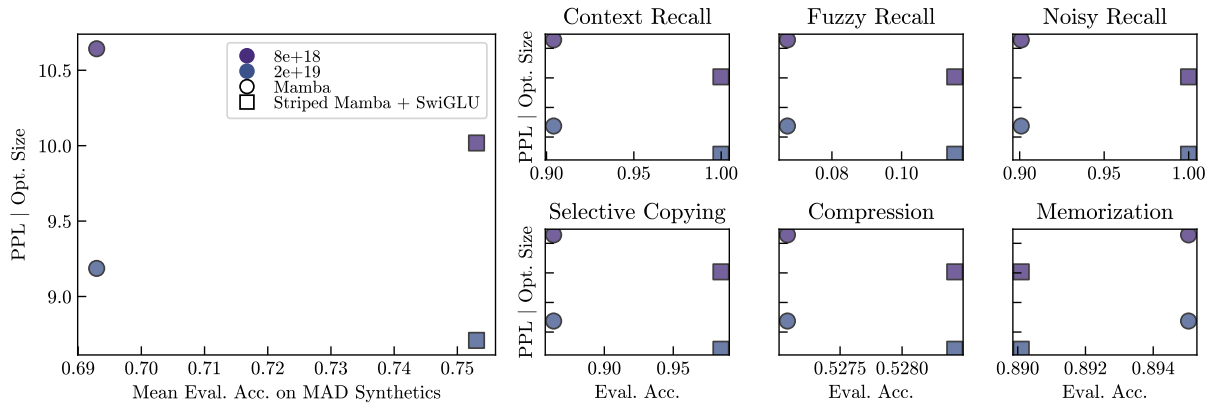 PPL | Opt. Size
10.5
10.0
9.5
9.0
8e+18
2e+19
Mamba
Striped Mamba + SwiGLU
0.69 0.70 0.71 0.72 0.73 0.74 0.75
Mean Eval. Acc. on MAD Synthetics
Context Recall
PPL | Opt. Size
0.90 0.95 1.00
Fuzzy Recall
0.08 0.10
Noisy Recall
0.90 0.95 1.00
Selective Copying
PPL | Opt. Size
0.90 0.95
Eval. Acc.
Compression
0.5275 0.5280
Eval. Acc.
Memorization
0.890 0.892 0.894
Eval. Acc.